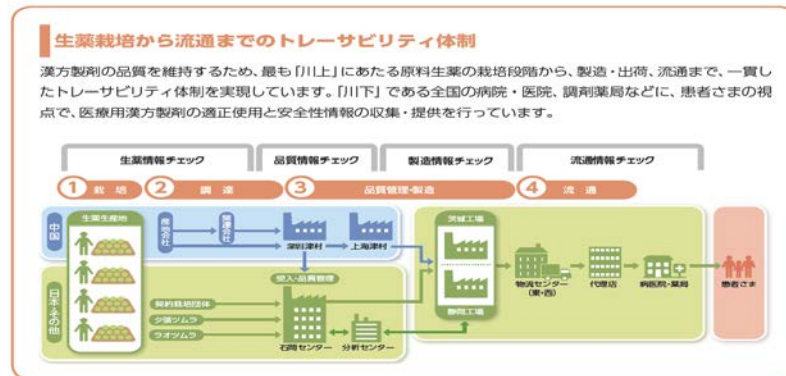 生薬栽培から流通までのトレーサビリティ体制
漢方製剤の品質を維持するため、最も「川上」にあたる原料生薬の栽培段階から、製造・出荷、流通まで、一貫し
たトレーサビリティ体制を実現しています。「川下」である全国の病院・医院、調剤薬局などに、患者さまの視
点で、医療用漢方製剤の適正使用と安全性情報の収集・提供を行っています。
生薬情報チェック 品質情報チェック 製造情報チェック 流通情報チェック
1 栽培 2 調達 3 品質管理・製造 4 流通
中国
生薬生産地
産地会社
関連会社
深圳津村
上海津村
日本・その他
受入・品質管理
契約栽培団体
夕張ツムラ
ラオツムラ
石岡センター
分析センター
茨城工場
静岡工場
物流センター
(東・西)
代理店
病医院・薬局
患者さま